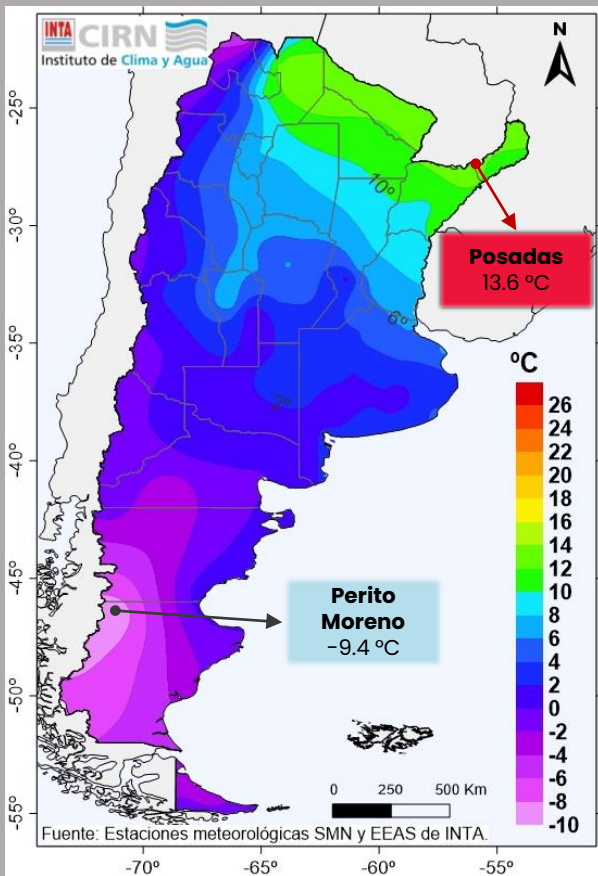 INTA CIRN
Instituto de Clima y Agua
N
-25°
10°
-30°
Posadas
13.6 °C
6°
-35°
°C
2°
26
24
22
20
18
16
14
12
10
8
6
4
2
0
-2
-4
-6
-8
-10
-40°
-45°
Perito
Moreno
-9.4 °C
-50°
0 250 500 Km
-55°
Fuente: Estaciones meteorológicas SMN y EEAS de INTA.
-70° -65° -60° -55°